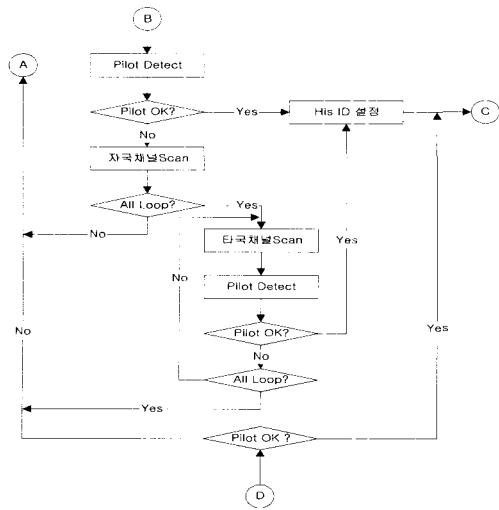 B
A
Pilot Detect
Pilot OK?
Yes
His ID 설정
C
No
자국채널Scan
All Loop?
Yes
No
타국채널Scan
Yes
No
Pilot Detect
No
Pilot OK?
Yes
No
All Loop?
Yes
Pilot OK ?
D